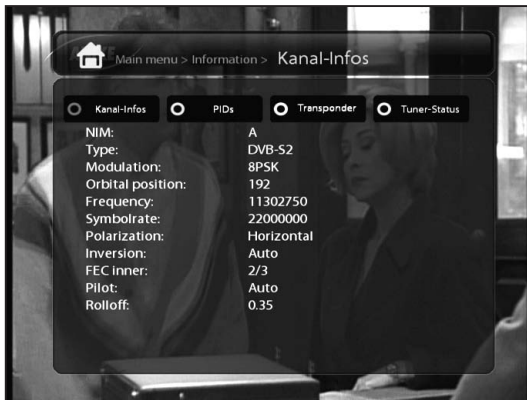 Main menu > Information > Kanal-Infos
Kanal-Infos PIDs Transponder Tuner-Status
NIM: A
Type: DVB-S2
Modulation: 8PSK
Orbital position: 192
Frequency: 11302750
Symbolrate: 22000000
Polarization: Horizontal
Inversion: Auto
FEC inner: 2/3
Pilot: Auto
Rolloff: 0.35